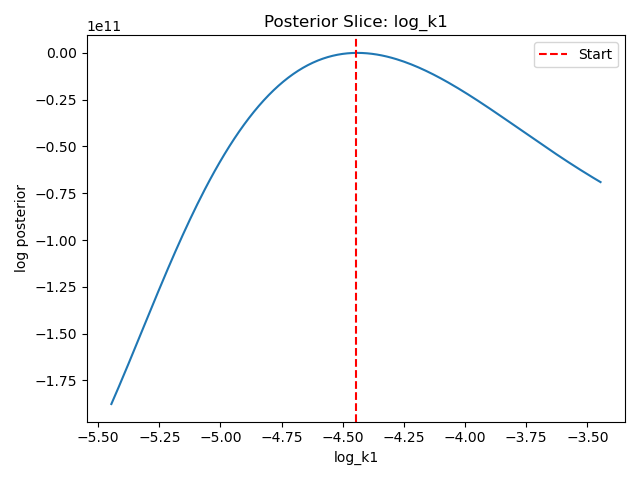 Posterior Slice: log_k1
1e11
0.00
−0.25
−0.50
−0.75
−1.00
−1.25
−1.50
−1.75
log posterior
Start
−5.50 −5.25 −5.00 −4.75 −4.50 −4.25 −4.00 −3.75 −3.50
log_k1